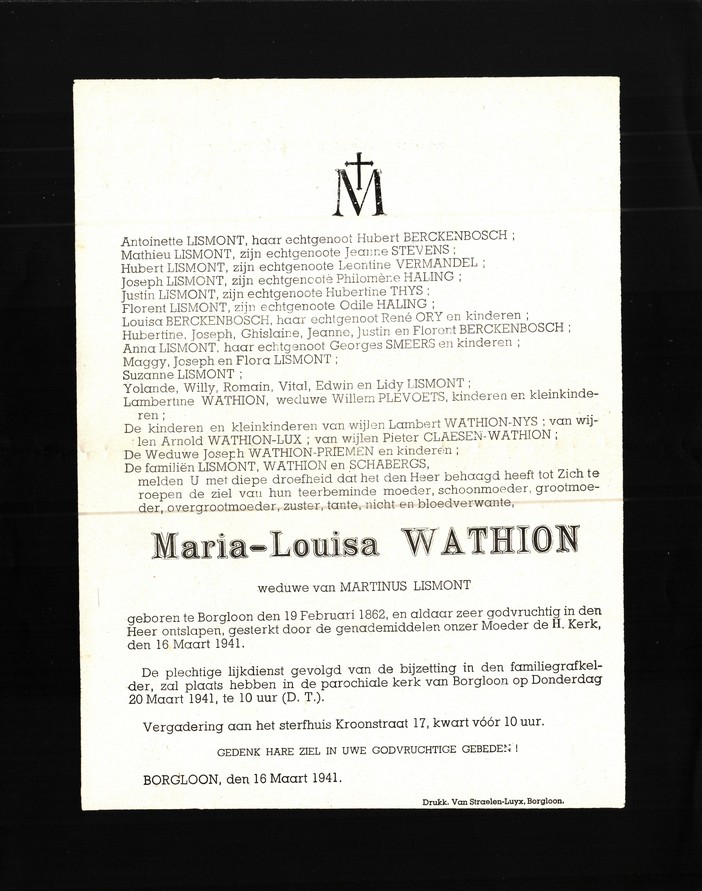 M
Antoinette LISMONT, haar echtgenoot Hubert BERCKENBOSCH ;
Mathieu LISMONT, zijn echtgenoote Jeanne STEVENS ;
Hubert LISMONT, zijn echtgenoote Leontine VERMANDEL ;
Joseph LISMONT, zijn echtgenoote Philomène HALING ;
Justin LISMONT, zijn echtgenoote Hubertine THYS ;
Florent LISMONT, zijn echtgenoote Odile HALING ;
Louisa BERCKENBOSCH, haar echtgenoot René ORY en kinderen ;
Hubertine, Joseph, Ghislaine, Jeanne, Justin en Florent BERCKENBOSCH ;
Anna LISMONT, haar echtgenoot Georges SMEERS en kinderen ;
Maggy, Joseph en Flora LISMONT ;
Suzanne LISMONT ;
Yolande, Willy, Romain, Vital, Edwin en Lidy LISMONT ;
Lambertine WATHION, weduwe Willem PLEVOETS, kinderen en kleinkinde-
ren ;
De kinderen en kleinkinderen van wijlen Lambert WATHION-NYS ; van wij-
len Arnold WATHION-LUX ; van wijlen Pieter CLAESEN-WATHION ;
De Weduwe Joseph WATHION-PRIEMEN en kinderen ;
De familiën LISMONT, WATHION en SCHABERGS,
melden U met diepe droefheid dat het den Heer behaagd heeft tot Zich te
roepen de ziel van hun teerbeminde moeder, schoonmoeder, grootmoe-
der, overgrootmoeder, zuster, tante, nicht en bloedverwante,
Maria-Louisa WATHION
weduwe van MARTINUS LISMONT
geboren te Borgloon den 19 Februari 1862, en aldaar zeer godvruchtig in den
Heer ontslapen, gesterkt door de genademiddelen onzer Moeder de H. Kerk,
den 16 Maart 1941.
De plechtige lijkdienst gevolgd van de bijzetting in den familiegrafkel-
der, zal plaats hebben in de parochiale kerk van Borgloon op Donderdag
20 Maart 1941, te 10 uur (D. T.).
Vergadering aan het sterfhuis Kroonstraat 17, kwart vóór 10 uur.
GEDENK HARE ZIEL IN UWE GODVRUCHTIGE GEBEDEN !
BORGLOON, den 16 Maart 1941.
Drukk. Van Straelen-Luyx, Borgloon.